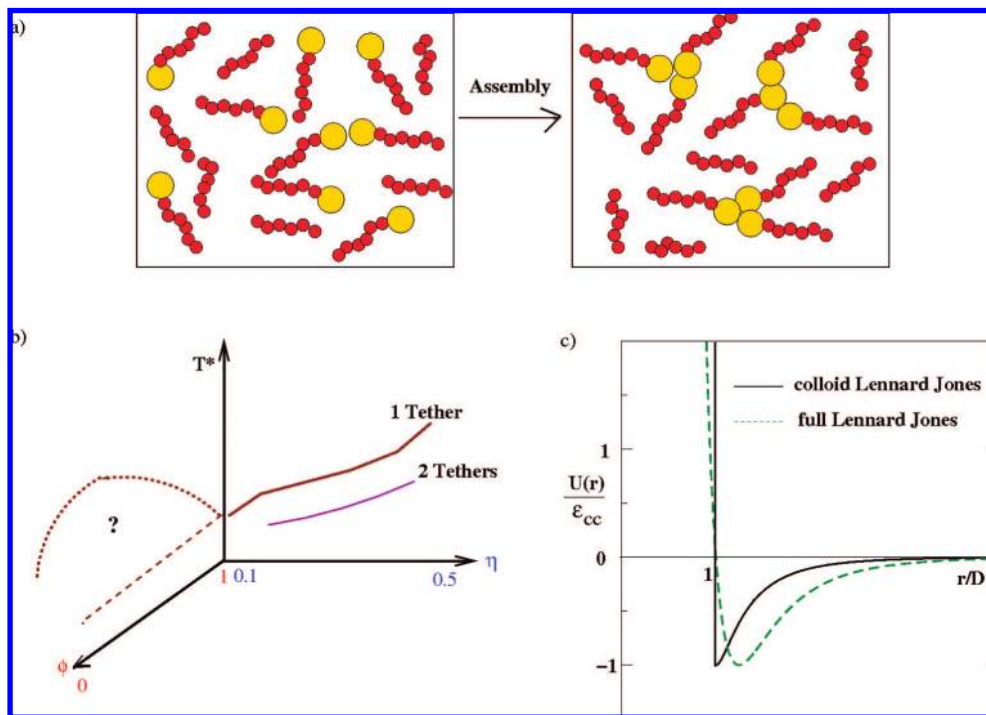 a)
Assembly
b)
T*
1 Tether
2 Tethers
?
1 0.1
0.5
η
ϕ
0
c)
colloid Lennard Jones
full Lennard Jones
1
U(r)
ε_cc
0
1
r/D
−1